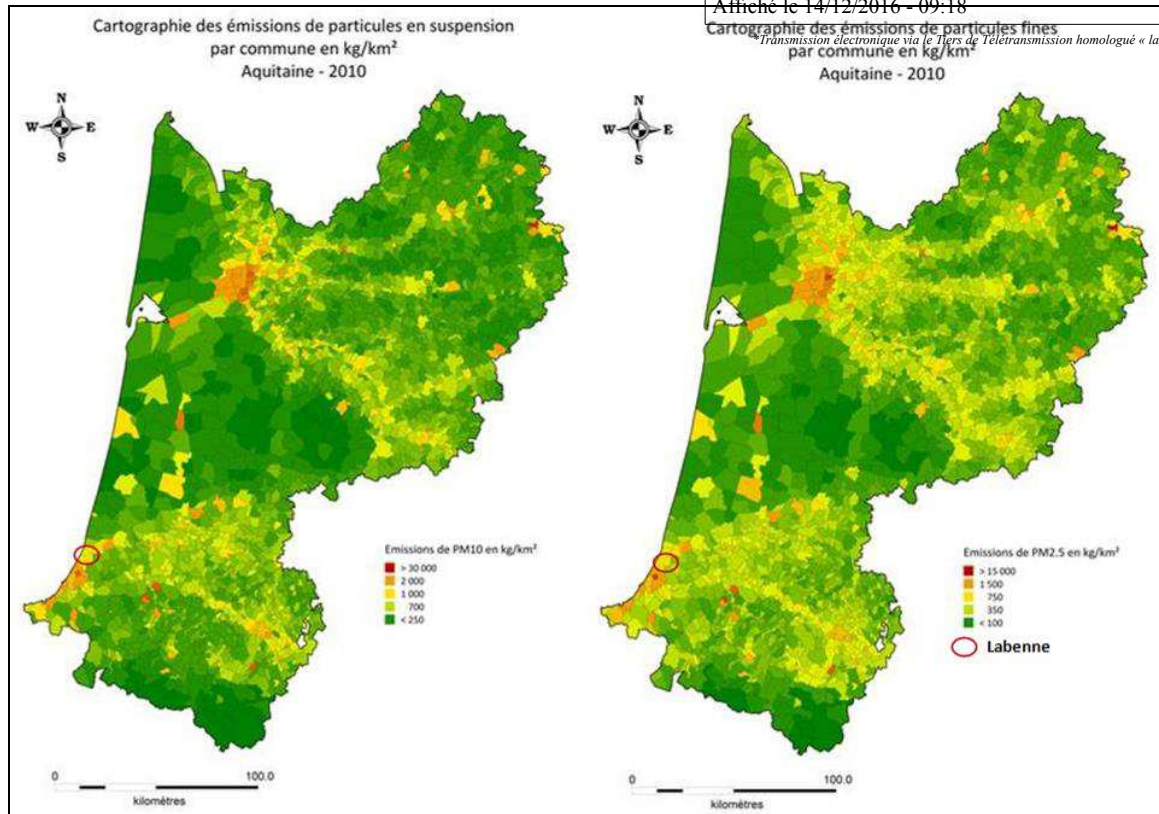 Affiché le 14/12/2016 - 09:18
*Transmission électronique via le Tiers de Télétransmission homologué « la
Cartographie des émissions de particules en suspension
par commune en kg/km²
Aquitaine - 2010
Cartographie des émissions de particules fines
par commune en kg/km²
Aquitaine - 2010
N
W
E
S
N
W
E
S
Emissions de PM10 en kg/km²
> 30 000
2 000
1 000
700
< 250
Emissions de PM2.5 en kg/km²
> 15 000
1 500
750
350
< 100
Labenne
0 100.0
kilomètres
0 100.0
kilomètres